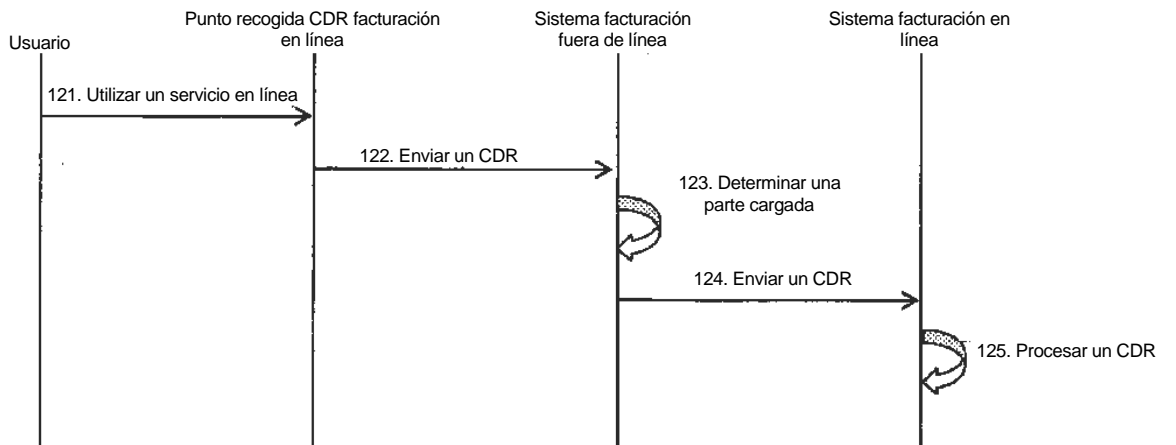 Usuario
Punto recogida CDR facturación
en línea
Sistema facturación
fuera de línea
Sistema facturación en
línea
121. Utilizar un servicio en línea
122. Enviar un CDR
123. Determinar una
parte cargada
124. Enviar un CDR
125. Procesar un CDR